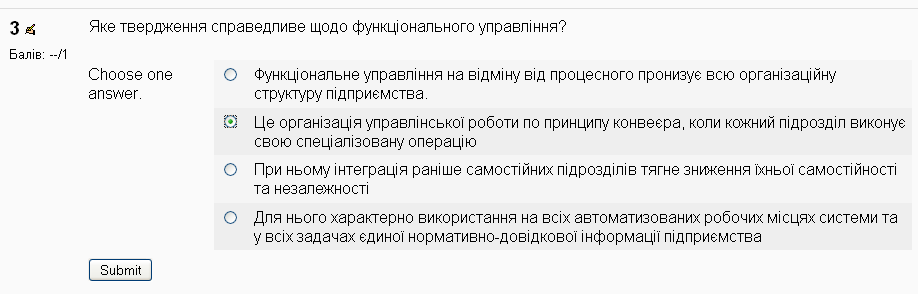 3 Яке твердження справедливе щодо функціонального управління?
Балів: --/1
Choose one
answer.
Функціональне управління на відміну від процесного пронизує всю організаційну
структуру підприємства.
Це організація управлінської роботи по принципу конвеєра, коли кожний підрозділ виконує
свою спеціалізовану операцію
При ньому інтеграція раніше самостійних підрозділів тягне зниження їхньої самостійності
та незалежності
Для нього характерно використання на всіх автоматизованих робочих місцях системи та
у всіх задачах єдиної нормативно-довідкової інформації підприємства
Submit